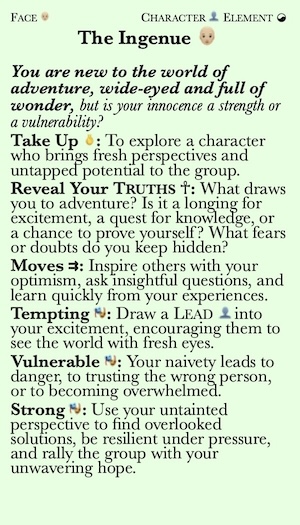 FACE 👶🏼 CHARACTER 👤 ELEMENT ☯
The Ingenue 👶🏼
You are new to the world of
adventure, wide-eyed and full of
wonder, but is your innocence a strength or
a vulnerability?
Take Up 👌: To explore a character
who brings fresh perspectives and
untapped potential to the group.
Reveal Your TRUTHS ☥: What draws
you to adventure? Is it a longing for
excitement, a quest for knowledge, or
a chance to prove yourself? What fears
or doubts do you keep hidden?
Moves ⇉: Inspire others with your
optimism, ask insightful questions, and
learn quickly from your experiences.
Tempting 🎭: Draw a LEAD 👤 into
your excitement, encouraging them to
see the world with fresh eyes.
Vulnerable 🎭: Your naivety leads to
danger, to trusting the wrong person,
or to becoming overwhelmed.
Strong 🎭: Use your untainted
perspective to find overlooked
solutions, be resilient under pressure,
and rally the group with your
unwavering hope.